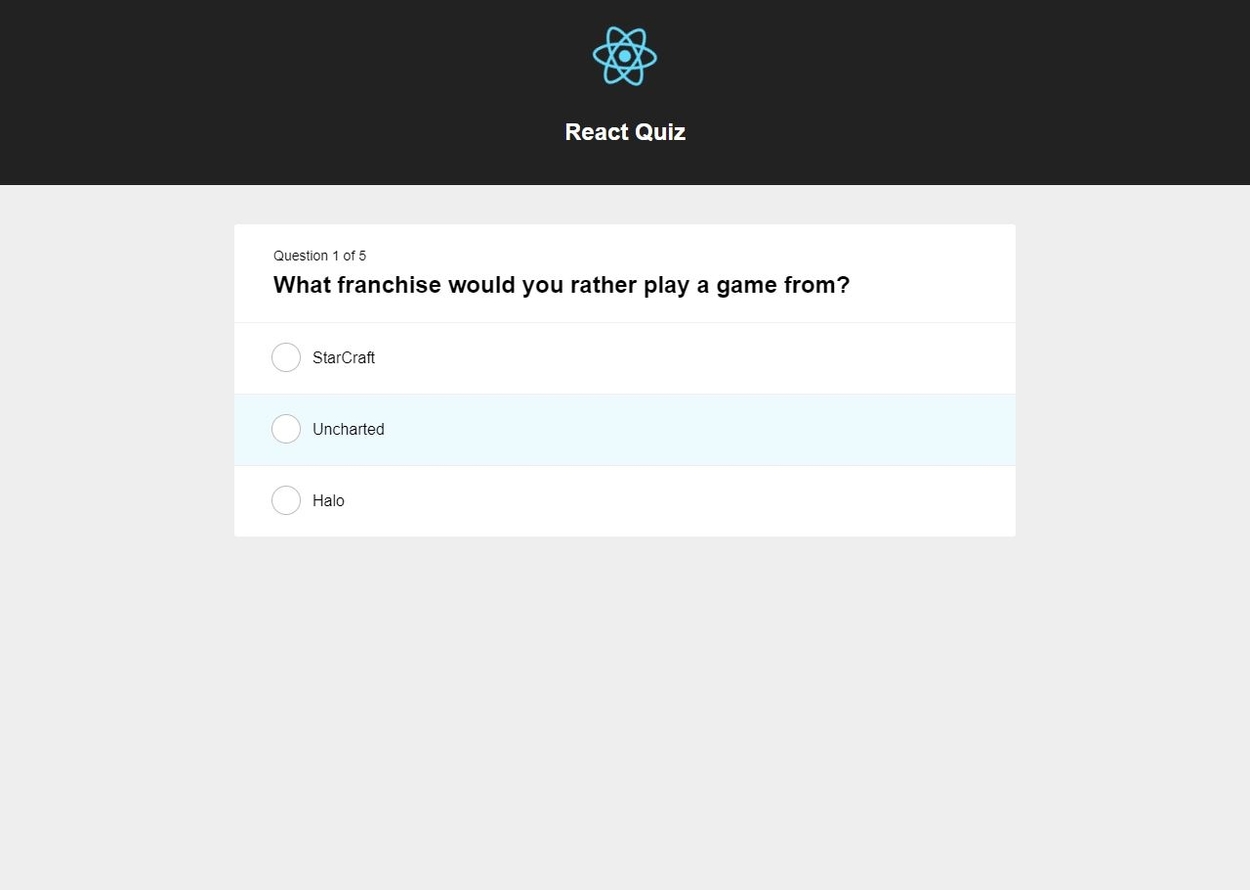 React Quiz
Question 1 of 5
What franchise would you rather play a game from?
StarCraft
Uncharted
Halo